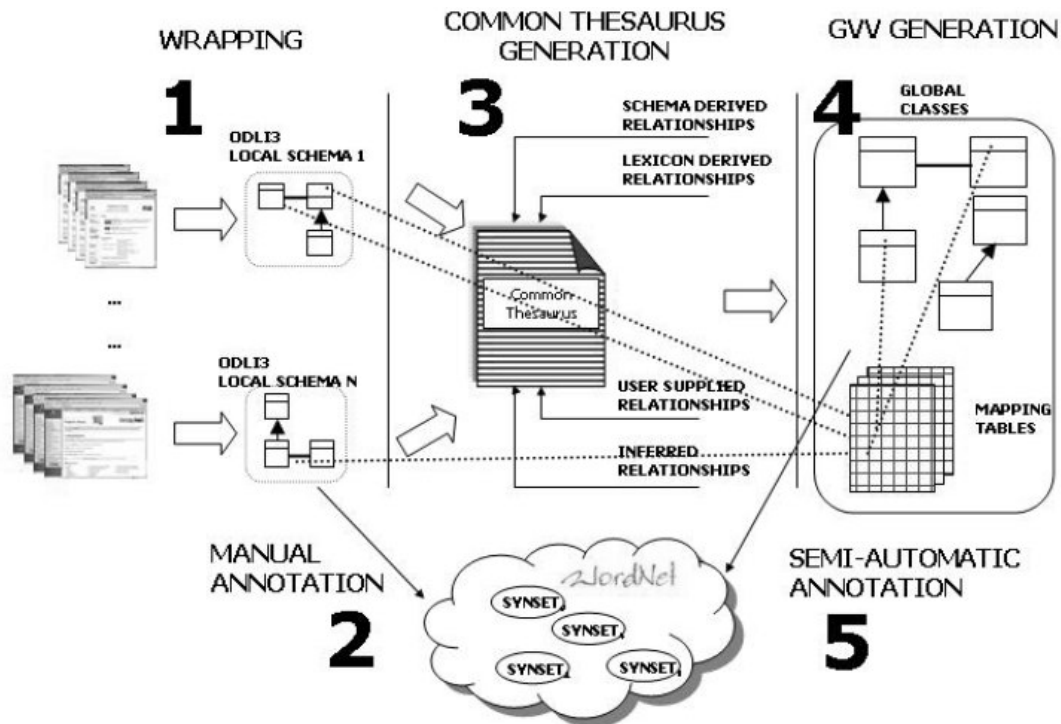 WRAPPING
COMMON THESAURUS
GENERATION
GVV GENERATION
1
3
4
ODLI3
LOCAL SCHEMA 1
SCHEMA DERIVED
RELATIONSHIPS
LEXICON DERIVED
RELATIONSHIPS
GLOBAL
CLASSES
...
...
Common
Thesaurus
ODLI3
LOCAL SCHEMA N
USER SUPPLIED
RELATIONSHIPS
INFERRED
RELATIONSHIPS
MAPPING
TABLES
MANUAL
ANNOTATION
2
WordNet
SYNSET
SYNSET
SYNSET
SYNSET
SEMI-AUTOMATIC
ANNOTATION
5